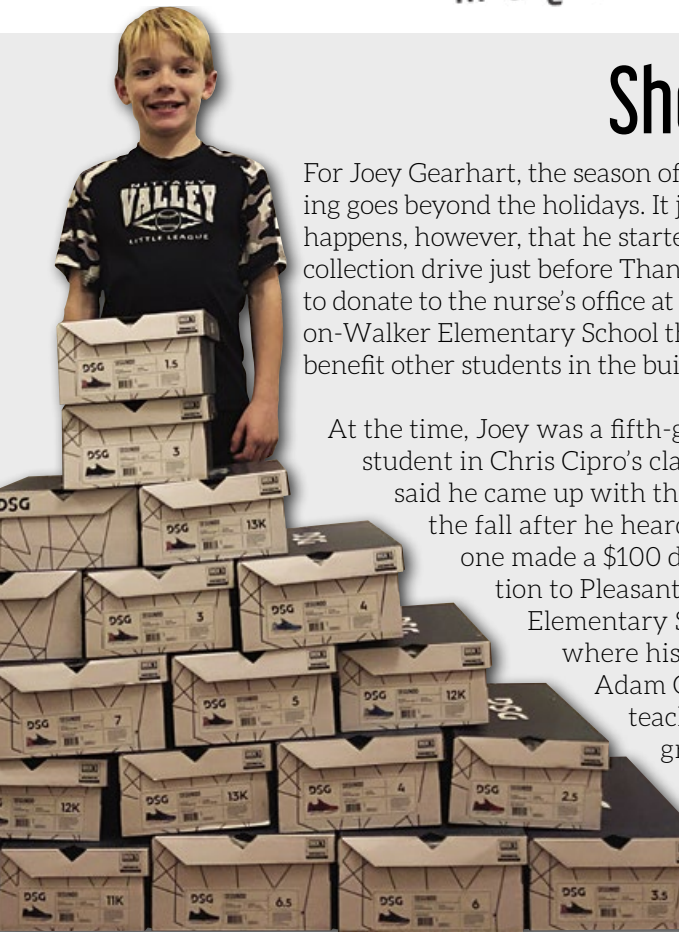 Sh
For Joey Gearhart, the season of
ing goes beyond the holidays. It j
happens, however, that he starte
collection drive just before Than
to donate to the nurse's office at
on-Walker Elementary School th
benefit other students in the bui
At the time, Joey was a fifth-g
student in Chris Cipro's cla
said he came up with th
the fall after he heard
one made a $100 d
tion to Pleasant
Elementary S
where his
Adam
teac
gr
NITTANY
VALLEY
LITTLE LEAGUE
DSG 1.5
DSG 3
DSG
DSG 13K
DSG 3
DSG 4
DSG 7
DSG 5
DSG 12K
DSG
12K
DSG 13K
DSG 4
DSG 2.5
11K
DSG 6.5
DSG 6
DSG 3.5